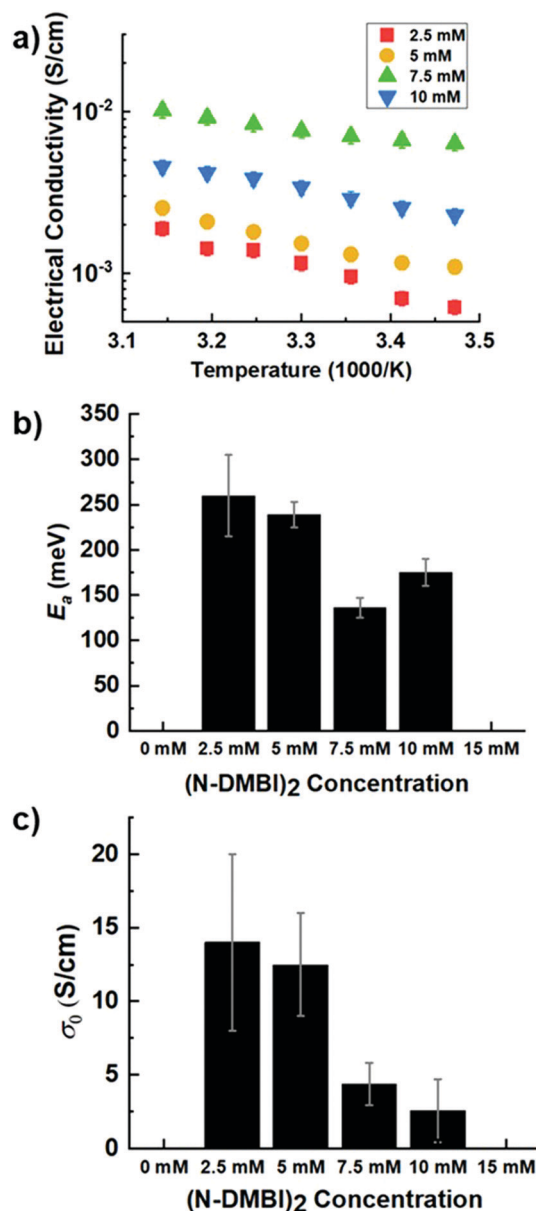 a)
Electrical Conductivity (S/cm)
10-2
10-3
2.5 mM
5 mM
7.5 mM
10 mM
3.1 3.2 3.3 3.4 3.5
Temperature (1000/K)
b)
Ea (meV)
350
300
250
200
150
100
50
0
0 mM 2.5 mM 5 mM 7.5 mM 10 mM 15 mM
(N-DMBI)2 Concentration
c)
σ0 (S/cm)
20
15
10
5
0
0 mM 2.5 mM 5 mM 7.5 mM 10 mM 15 mM
(N-DMBI)2 Concentration